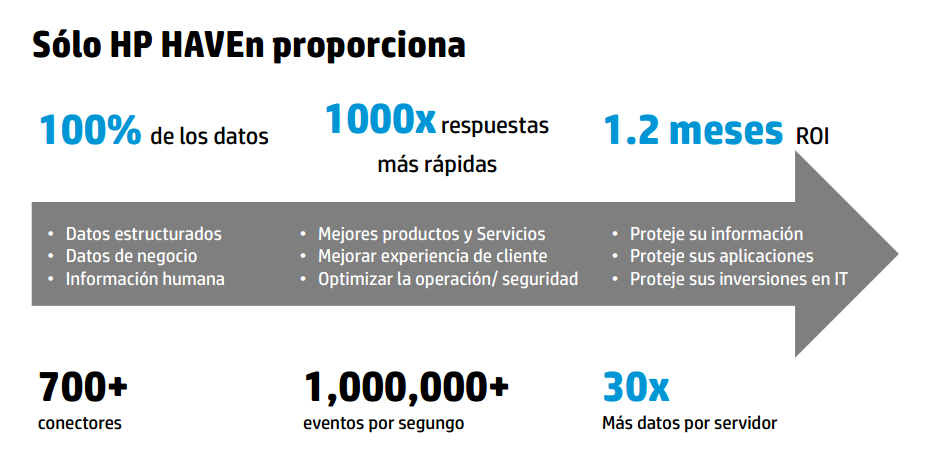 Sólo HP HAVEn proporciona
100% de los datos
1000x respuestas
más rápidas
1.2 meses ROI
• Datos estructurados
• Datos de negocio
• Información humana
• Mejores productos y Servicios
• Mejorar experiencia de cliente
• Optimizar la operación/ seguridad
• Proteje su información
• Proteje sus aplicaciones
• Proteje sus inversiones en IT
700+
conectores
1,000,000+
eventos por segungo
30x
Más datos por servidor